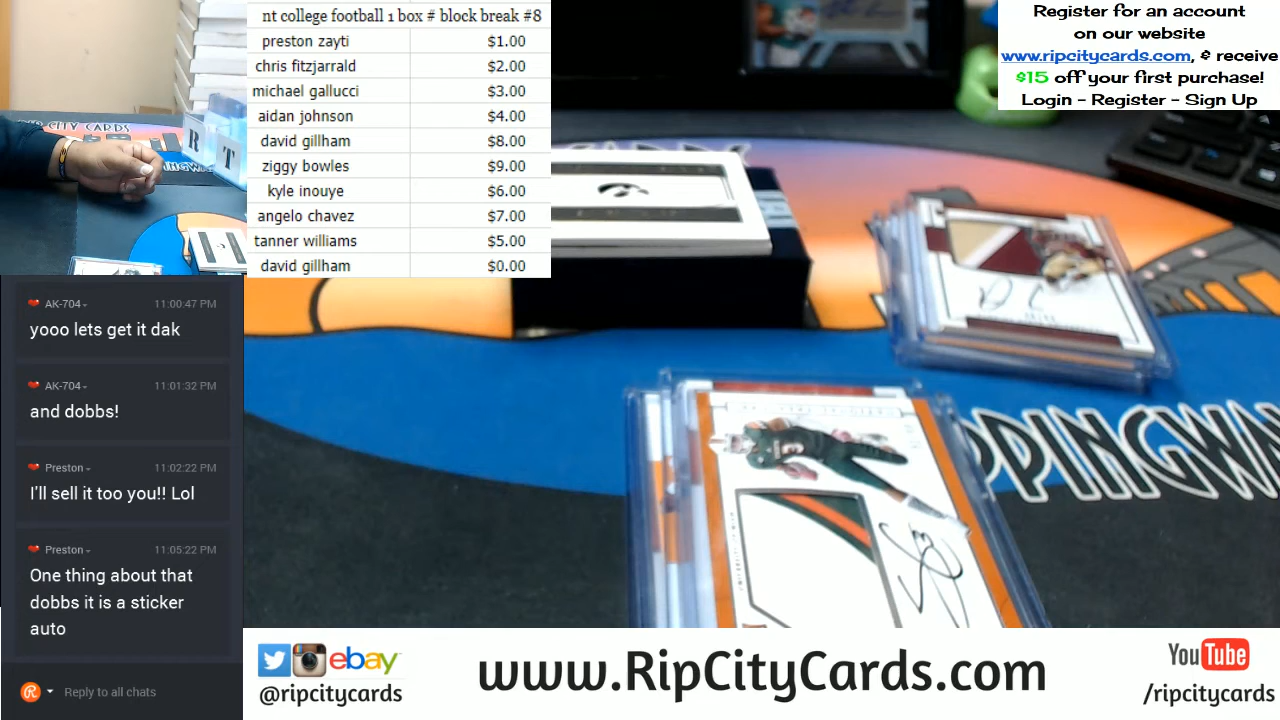 nt college football 1 box # block break #8
preston zayti $1.00
chris fitzjarrald $2.00
michael gallucci $3.00
aidan johnson $4.00
david gillham $8.00
ziggy bowles $9.00
kyle inouye $6.00
angelo chavez $7.00
tanner williams $5.00
david gillham $0.00
Register for an account
on our website
www.ripcitycards.com, & receive
$15 off your first purchase!
Login - Register - Sign Up
CITY CARDS
R
T
AK-704 11:00:47 PM
yooo lets get it dak
AK-704 11:01:32 PM
and dobbs!
Preston 11:02:22 PM
I'll sell it too you!! Lol
Preston 11:05:22 PM
One thing about that
dobbs it is a sticker
auto
Reply to all chats
PPINGWA
ebay
@ripcitycards
www.RipCityCards.com
YouTube
/ripcitycards